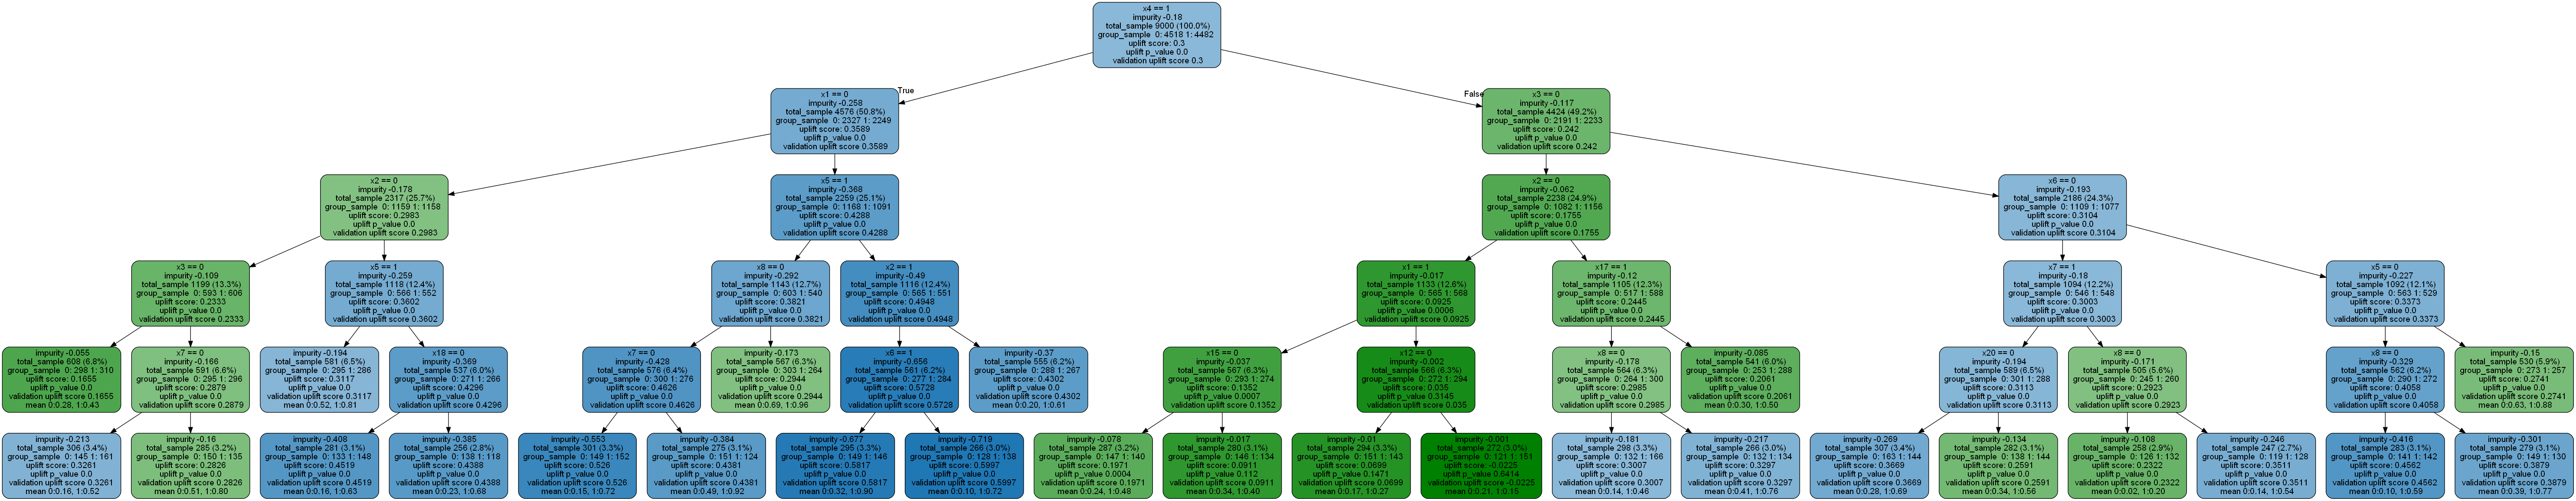 x4 == 1
impurity -0.18
total_sample 9000 (100.0%)
group_sample 0: 4518 1: 4482
uplift score: 0.3
uplift p_value 0.0
validation uplift score 0.3
True
False
x1 == 0
impurity -0.258
total_sample 4576 (50.8%)
group_sample 0: 2327 1: 2249
uplift score: 0.3589
uplift p_value 0.0
validation uplift score 0.3589
x3 == 0
impurity -0.117
total_sample 4424 (49.2%)
group_sample 0: 2191 1: 2233
uplift score: 0.242
uplift p_value 0.0
validation uplift score 0.242
x2 == 0
impurity -0.178
total_sample 2317 (25.7%)
group_sample 0: 1159 1: 1158
uplift score: 0.2983
uplift p_value 0.0
validation uplift score 0.2983
x5 == 1
impurity -0.368
total_sample 2259 (25.1%)
group_sample 0: 1168 1: 1091
uplift score: 0.4288
uplift p_value 0.0
validation uplift score 0.4288
x2 == 0
impurity -0.062
total_sample 2238 (24.9%)
group_sample 0: 1082 1: 1156
uplift score: 0.1755
uplift p_value 0.0
validation uplift score 0.1755
x6 == 0
impurity -0.193
total_sample 2186 (24.3%)
group_sample 0: 1109 1: 1077
uplift score: 0.3104
uplift p_value 0.0
validation uplift score 0.3104
x3 == 0
impurity -0.109
total_sample 1199 (13.3%)
group_sample 0: 593 1: 606
uplift score: 0.2333
uplift p_value 0.0
validation uplift score 0.2333
x5 == 1
impurity -0.259
total_sample 1118 (12.4%)
group_sample 0: 566 1: 552
uplift score: 0.3602
uplift p_value 0.0
validation uplift score 0.3602
x8 == 0
impurity -0.292
total_sample 1143 (12.7%)
group_sample 0: 603 1: 540
uplift score: 0.3821
uplift p_value 0.0
validation uplift score 0.3821
x2 == 1
impurity -0.49
total_sample 1116 (12.4%)
group_sample 0: 565 1: 551
uplift score: 0.4948
uplift p_value 0.0
validation uplift score 0.4948
x1 == 1
impurity -0.017
total_sample 1133 (12.6%)
group_sample 0: 565 1: 568
uplift score: 0.0925
uplift p_value 0.0006
validation uplift score 0.0925
x17 == 1
impurity -0.12
total_sample 1105 (12.3%)
group_sample 0: 517 1: 588
uplift score: 0.2445
uplift p_value 0.0
validation uplift score 0.2445
x7 == 1
impurity -0.18
total_sample 1094 (12.2%)
group_sample 0: 546 1: 548
uplift score: 0.3003
uplift p_value 0.0
validation uplift score 0.3003
x5 == 0
impurity -0.227
total_sample 1092 (12.1%)
group_sample 0: 563 1: 529
uplift score: 0.3373
uplift p_value 0.0
validation uplift score 0.3373
impurity -0.055
total_sample 608 (6.8%)
group_sample 0: 298 1: 310
uplift score: 0.1655
uplift p_value 0.0
validation uplift score 0.1655
mean 0:0.28, 1:0.43
x7 == 0
impurity -0.166
total_sample 591 (6.6%)
group_sample 0: 295 1: 296
uplift score: 0.2879
uplift p_value 0.0
validation uplift score 0.2879
impurity -0.194
total_sample 581 (6.5%)
group_sample 0: 295 1: 286
uplift score: 0.3117
uplift p_value 0.0
validation uplift score 0.3117
mean 0:0.52, 1:0.81
x18 == 0
impurity -0.369
total_sample 537 (6.0%)
group_sample 0: 271 1: 266
uplift score: 0.4296
uplift p_value 0.0
validation uplift score 0.4296
x7 == 0
impurity -0.428
total_sample 576 (6.4%)
group_sample 0: 300 1: 276
uplift score: 0.4626
uplift p_value 0.0
validation uplift score 0.4626
impurity -0.173
total_sample 567 (6.3%)
group_sample 0: 303 1: 264
uplift score: 0.2944
uplift p_value 0.0
validation uplift score 0.2944
mean 0:0.69, 1:0.96
x6 == 1
impurity -0.656
total_sample 561 (6.2%)
group_sample 0: 277 1: 284
uplift score: 0.5728
uplift p_value 0.0
validation uplift score 0.5728
impurity -0.37
total_sample 555 (6.2%)
group_sample 0: 288 1: 267
uplift score: 0.4302
uplift p_value 0.0
validation uplift score 0.4302
mean 0:0.20, 1:0.61
x15 == 0
impurity -0.037
total_sample 567 (6.3%)
group_sample 0: 293 1: 274
uplift score: 0.1352
uplift p_value 0.0007
validation uplift score 0.1352
x12 == 0
impurity -0.002
total_sample 566 (6.3%)
group_sample 0: 272 1: 294
uplift score: 0.035
uplift p_value 0.3145
validation uplift score 0.035
x8 == 0
impurity -0.178
total_sample 564 (6.3%)
group_sample 0: 264 1: 300
uplift score: 0.2985
uplift p_value 0.0
validation uplift score 0.2985
impurity -0.085
total_sample 541 (6.0%)
group_sample 0: 253 1: 288
uplift score: 0.2061
uplift p_value 0.0
validation uplift score 0.2061
mean 0:0.30, 1:0.50
x20 == 0
impurity -0.194
total_sample 589 (6.5%)
group_sample 0: 301 1: 288
uplift score: 0.3113
uplift p_value 0.0
validation uplift score 0.3113
x8 == 0
impurity -0.171
total_sample 505 (5.6%)
group_sample 0: 245 1: 260
uplift score: 0.2923
uplift p_value 0.0
validation uplift score 0.2923
x8 == 0
impurity -0.329
total_sample 562 (6.2%)
group_sample 0: 290 1: 272
uplift score: 0.4058
uplift p_value 0.0
validation uplift score 0.4058
impurity -0.15
total_sample 530 (5.9%)
group_sample 0: 273 1: 257
uplift score: 0.2741
uplift p_value 0.0
validation uplift score 0.2741
mean 0:0.63, 1:0.88
impurity -0.213
total_sample 306 (3.4%)
group_sample 0: 145 1: 161
uplift score: 0.3261
uplift p_value 0.0
validation uplift score 0.3261
mean 0:0.16, 1:0.52
impurity -0.16
total_sample 285 (3.2%)
group_sample 0: 150 1: 135
uplift score: 0.2826
uplift p_value 0.0
validation uplift score 0.2826
mean 0:0.51, 1:0.80
impurity -0.408
total_sample 281 (3.1%)
group_sample 0: 133 1: 148
uplift score: 0.4519
uplift p_value 0.0
validation uplift score 0.4519
mean 0:0.16, 1:0.63
impurity -0.385
total_sample 256 (2.8%)
group_sample 0: 138 1: 118
uplift score: 0.4388
uplift p_value 0.0
validation uplift score 0.4388
mean 0:0.23, 1:0.68
impurity -0.553
total_sample 301 (3.3%)
group_sample 0: 149 1: 152
uplift score: 0.526
uplift p_value 0.0
validation uplift score 0.526
mean 0:0.15, 1:0.72
impurity -0.384
total_sample 275 (3.1%)
group_sample 0: 151 1: 124
uplift score: 0.4381
uplift p_value 0.0
validation uplift score 0.4381
mean 0:0.49, 1:0.92
impurity -0.677
total_sample 295 (3.3%)
group_sample 0: 149 1: 146
uplift score: 0.5817
uplift p_value 0.0
validation uplift score 0.5817
mean 0:0.32, 1:0.90
impurity -0.719
total_sample 266 (3.0%)
group_sample 0: 128 1: 138
uplift score: 0.5997
uplift p_value 0.0
validation uplift score 0.5997
mean 0:0.10, 1:0.72
impurity -0.078
total_sample 287 (3.2%)
group_sample 0: 147 1: 140
uplift score: 0.1971
uplift p_value 0.0004
validation uplift score 0.1971
mean 0:0.24, 1:0.48
impurity -0.017
total_sample 280 (3.1%)
group_sample 0: 146 1: 134
uplift score: 0.0911
uplift p_value 0.112
validation uplift score 0.0911
mean 0:0.34, 1:0.40
impurity -0.01
total_sample 294 (3.3%)
group_sample 0: 151 1: 143
uplift score: 0.0699
uplift p_value 0.1471
validation uplift score 0.0699
mean 0:0.17, 1:0.27
impurity -0.001
total_sample 272 (3.0%)
group_sample 0: 121 1: 151
uplift score: -0.0225
uplift p_value 0.6414
validation uplift score -0.0225
mean 0:0.21, 1:0.15
impurity -0.181
total_sample 298 (3.3%)
group_sample 0: 132 1: 166
uplift score: 0.3007
uplift p_value 0.0
validation uplift score 0.3007
mean 0:0.14, 1:0.46
impurity -0.217
total_sample 266 (3.0%)
group_sample 0: 132 1: 134
uplift score: 0.3297
uplift p_value 0.0
validation uplift score 0.3297
mean 0:0.41, 1:0.76
impurity -0.269
total_sample 307 (3.4%)
group_sample 0: 163 1: 144
uplift score: 0.3669
uplift p_value 0.0
validation uplift score 0.3669
mean 0:0.28, 1:0.69
impurity -0.134
total_sample 282 (3.1%)
group_sample 0: 138 1: 144
uplift score: 0.2591
uplift p_value 0.0
validation uplift score 0.2591
mean 0:0.34, 1:0.56
impurity -0.108
total_sample 258 (2.9%)
group_sample 0: 126 1: 132
uplift score: 0.2322
uplift p_value 0.0
validation uplift score 0.2322
mean 0:0.02, 1:0.20
impurity -0.246
total_sample 247 (2.7%)
group_sample 0: 119 1: 128
uplift score: 0.3511
uplift p_value 0.0
validation uplift score 0.3511
mean 0:0.14, 1:0.54
impurity -0.416
total_sample 283 (3.1%)
group_sample 0: 141 1: 142
uplift score: 0.4562
uplift p_value 0.0
validation uplift score 0.4562
mean 0:0.10, 1:0.59
impurity -0.301
total_sample 279 (3.1%)
group_sample 0: 149 1: 130
uplift score: 0.3879
uplift p_value 0.0
validation uplift score 0.3879
mean 0:0.39, 1:0.77